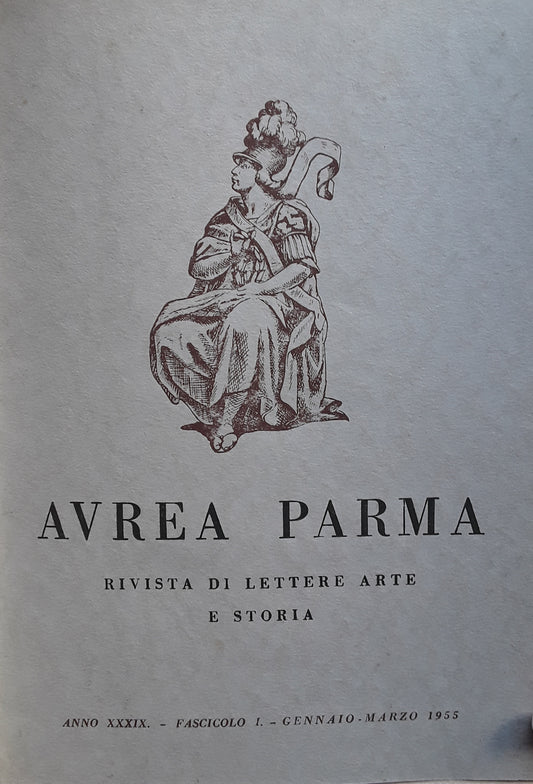 AVREA PARMA
RIVISTA DI LETTERE ARTE
E STORIA
ANNO XXXIX. - FASCICOLO I. - GENNAIO - MARZO 1955